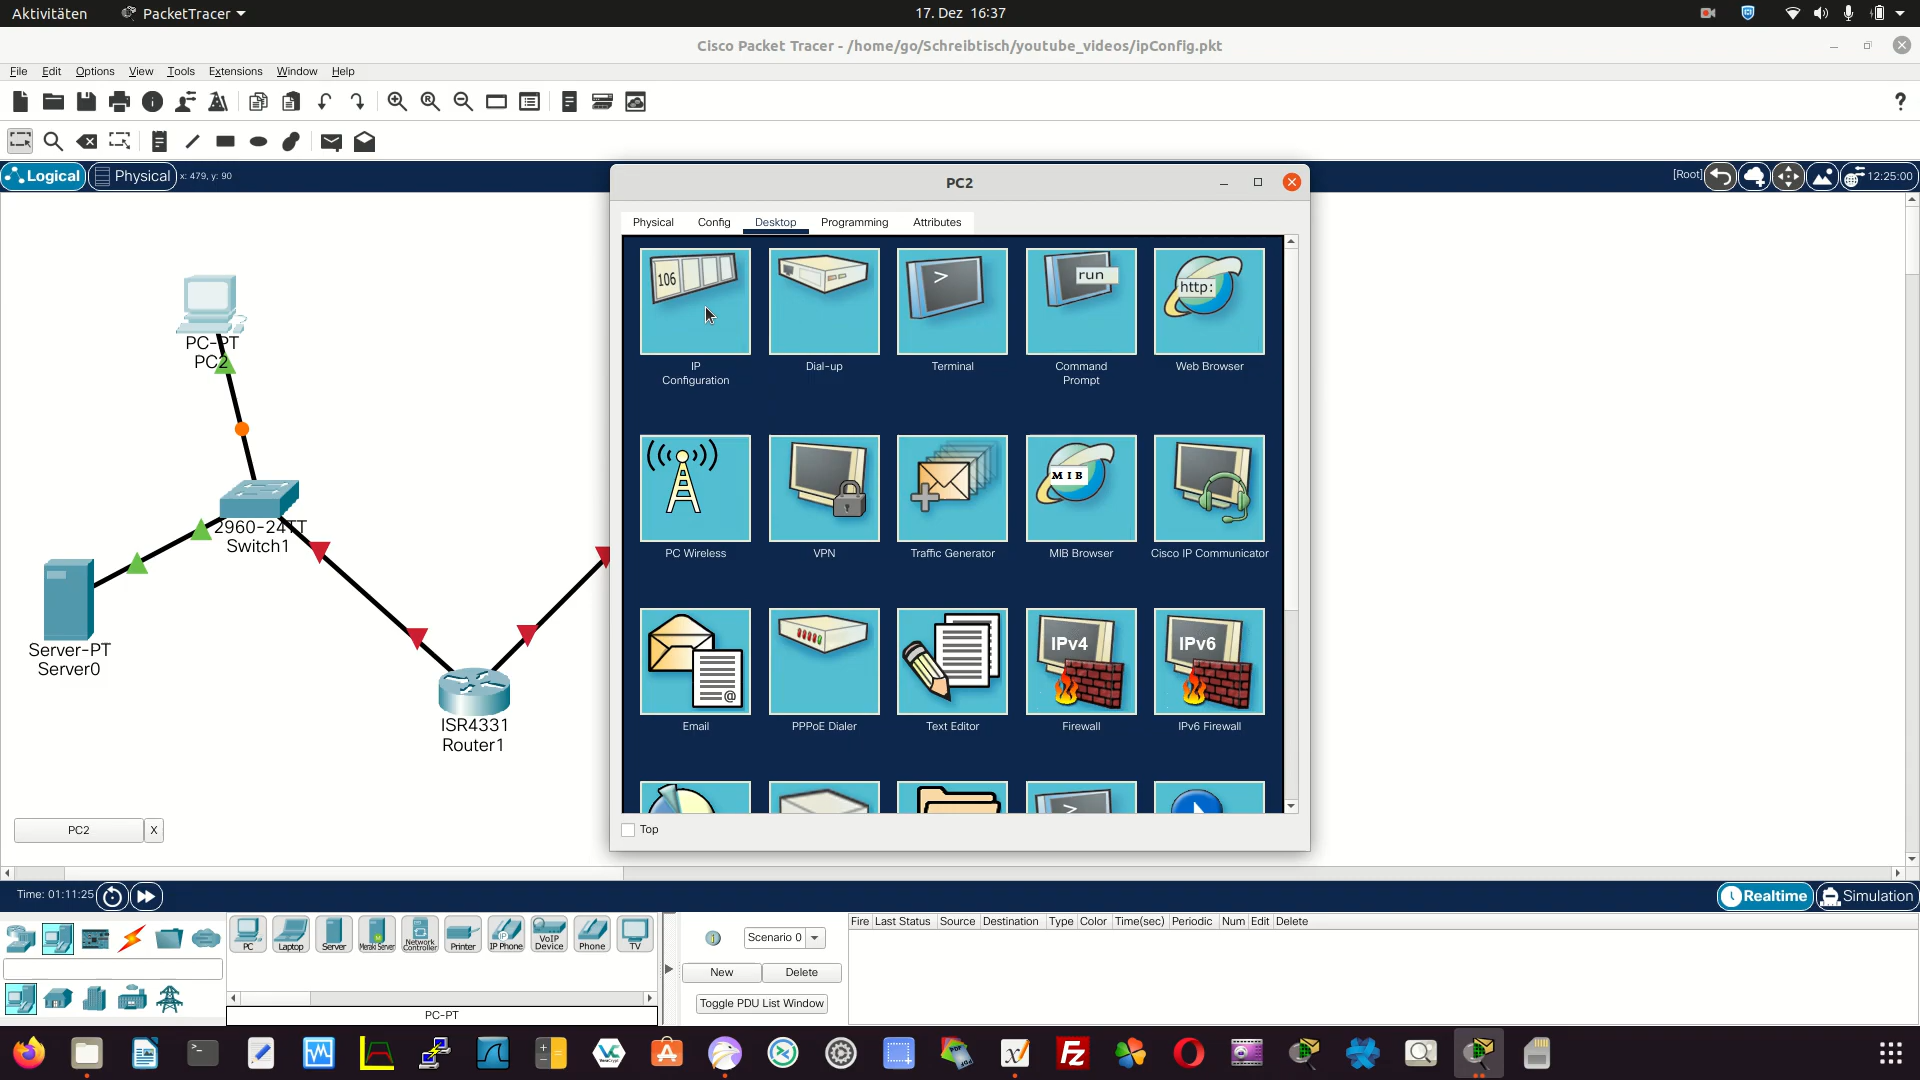 Aktivitäten
PacketTracer
17. Dez 16:37
Cisco Packet Tracer - /home/go/Schreibtisch/youtube_videos/ipConfig.pkt
File Edit Options View Tools Extensions Window Help
?
Logical
Physical
x: 479, y: 90
[Root]
12:25:00
PC2
Physical Config Desktop Programming Attributes
106
>
run
http:
IP
Configuration
Dial-up
Terminal
Command
Prompt
Web Browser
MIB
PC Wireless
VPN
Traffic Generator
MIB Browser
Cisco IP Communicator
@
IPv4
IPv6
Email
PPPoE Dialer
Text Editor
Firewall
IPv6 Firewall
>
Top
PC-PT
PC2
2960-24TT
Switch1
Server-PT
Server0
ISR4331
Router1
PC2
X
Time: 01:11:25
Realtime
Simulation
PC
Laptop
Server
Meraki Server
Network Controller
Printer
IP Phone
VoIP Device
Phone
TV
PC-PT
Scenario 0
New
Delete
Toggle PDU List Window
Fire Last Status Source Destination Type Color Time(sec) Periodic Num Edit Delete